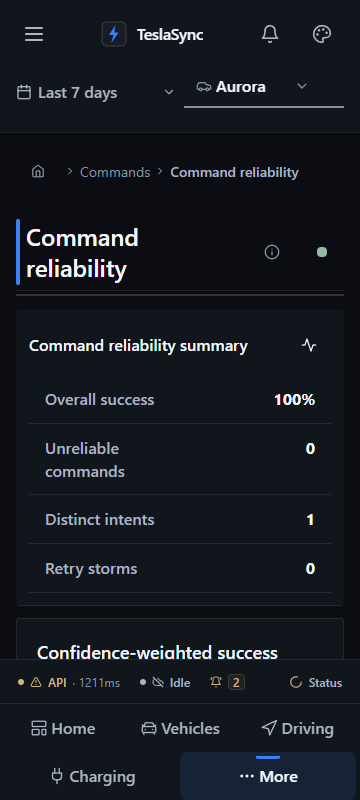 TeslaSync
Last 7 days
Aurora
Commands
Command reliability
Command
reliability
Command reliability summary
Overall success 100%
Unreliable
commands 0
Distinct intents 1
Retry storms 0
Confidence-weighted success
API · 1211ms Idle 2 Status
Home Vehicles Driving
Charging More